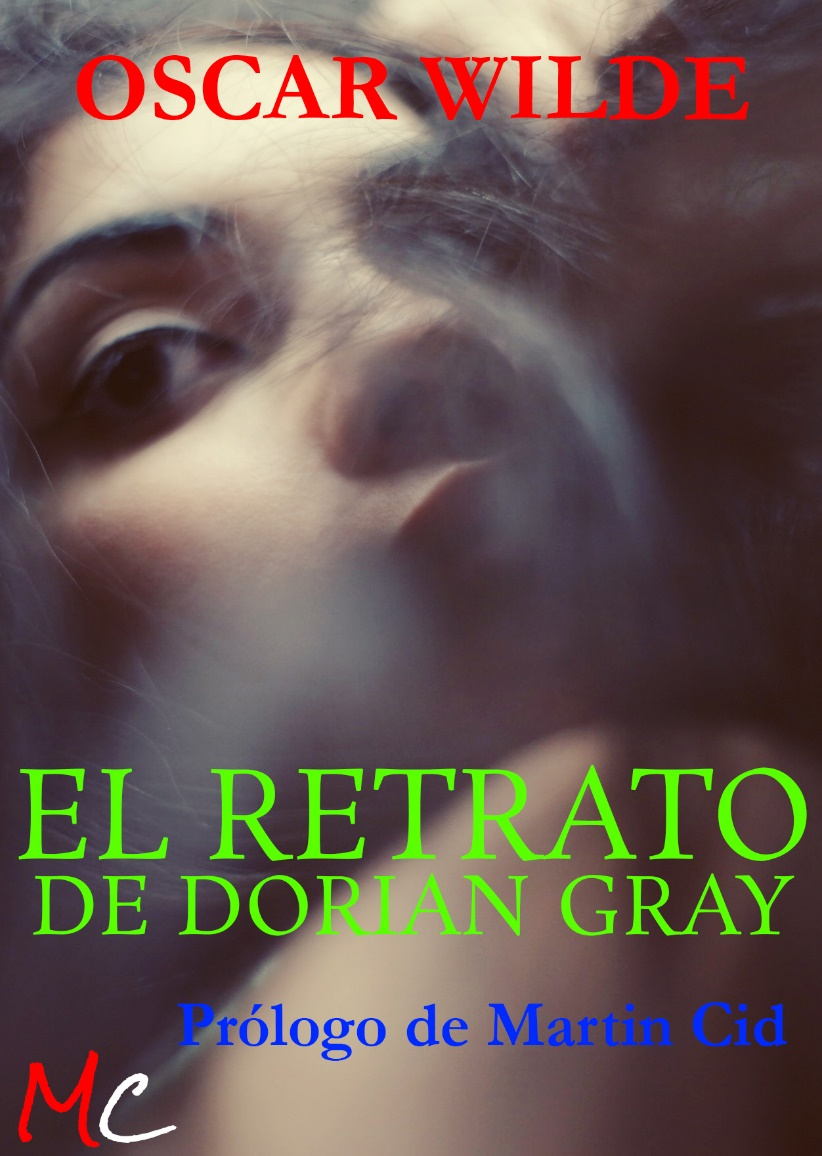 OSCAR WILDE
EL RETRATO
DE DORIAN GRAY
Prólogo de Martin Cid
MC